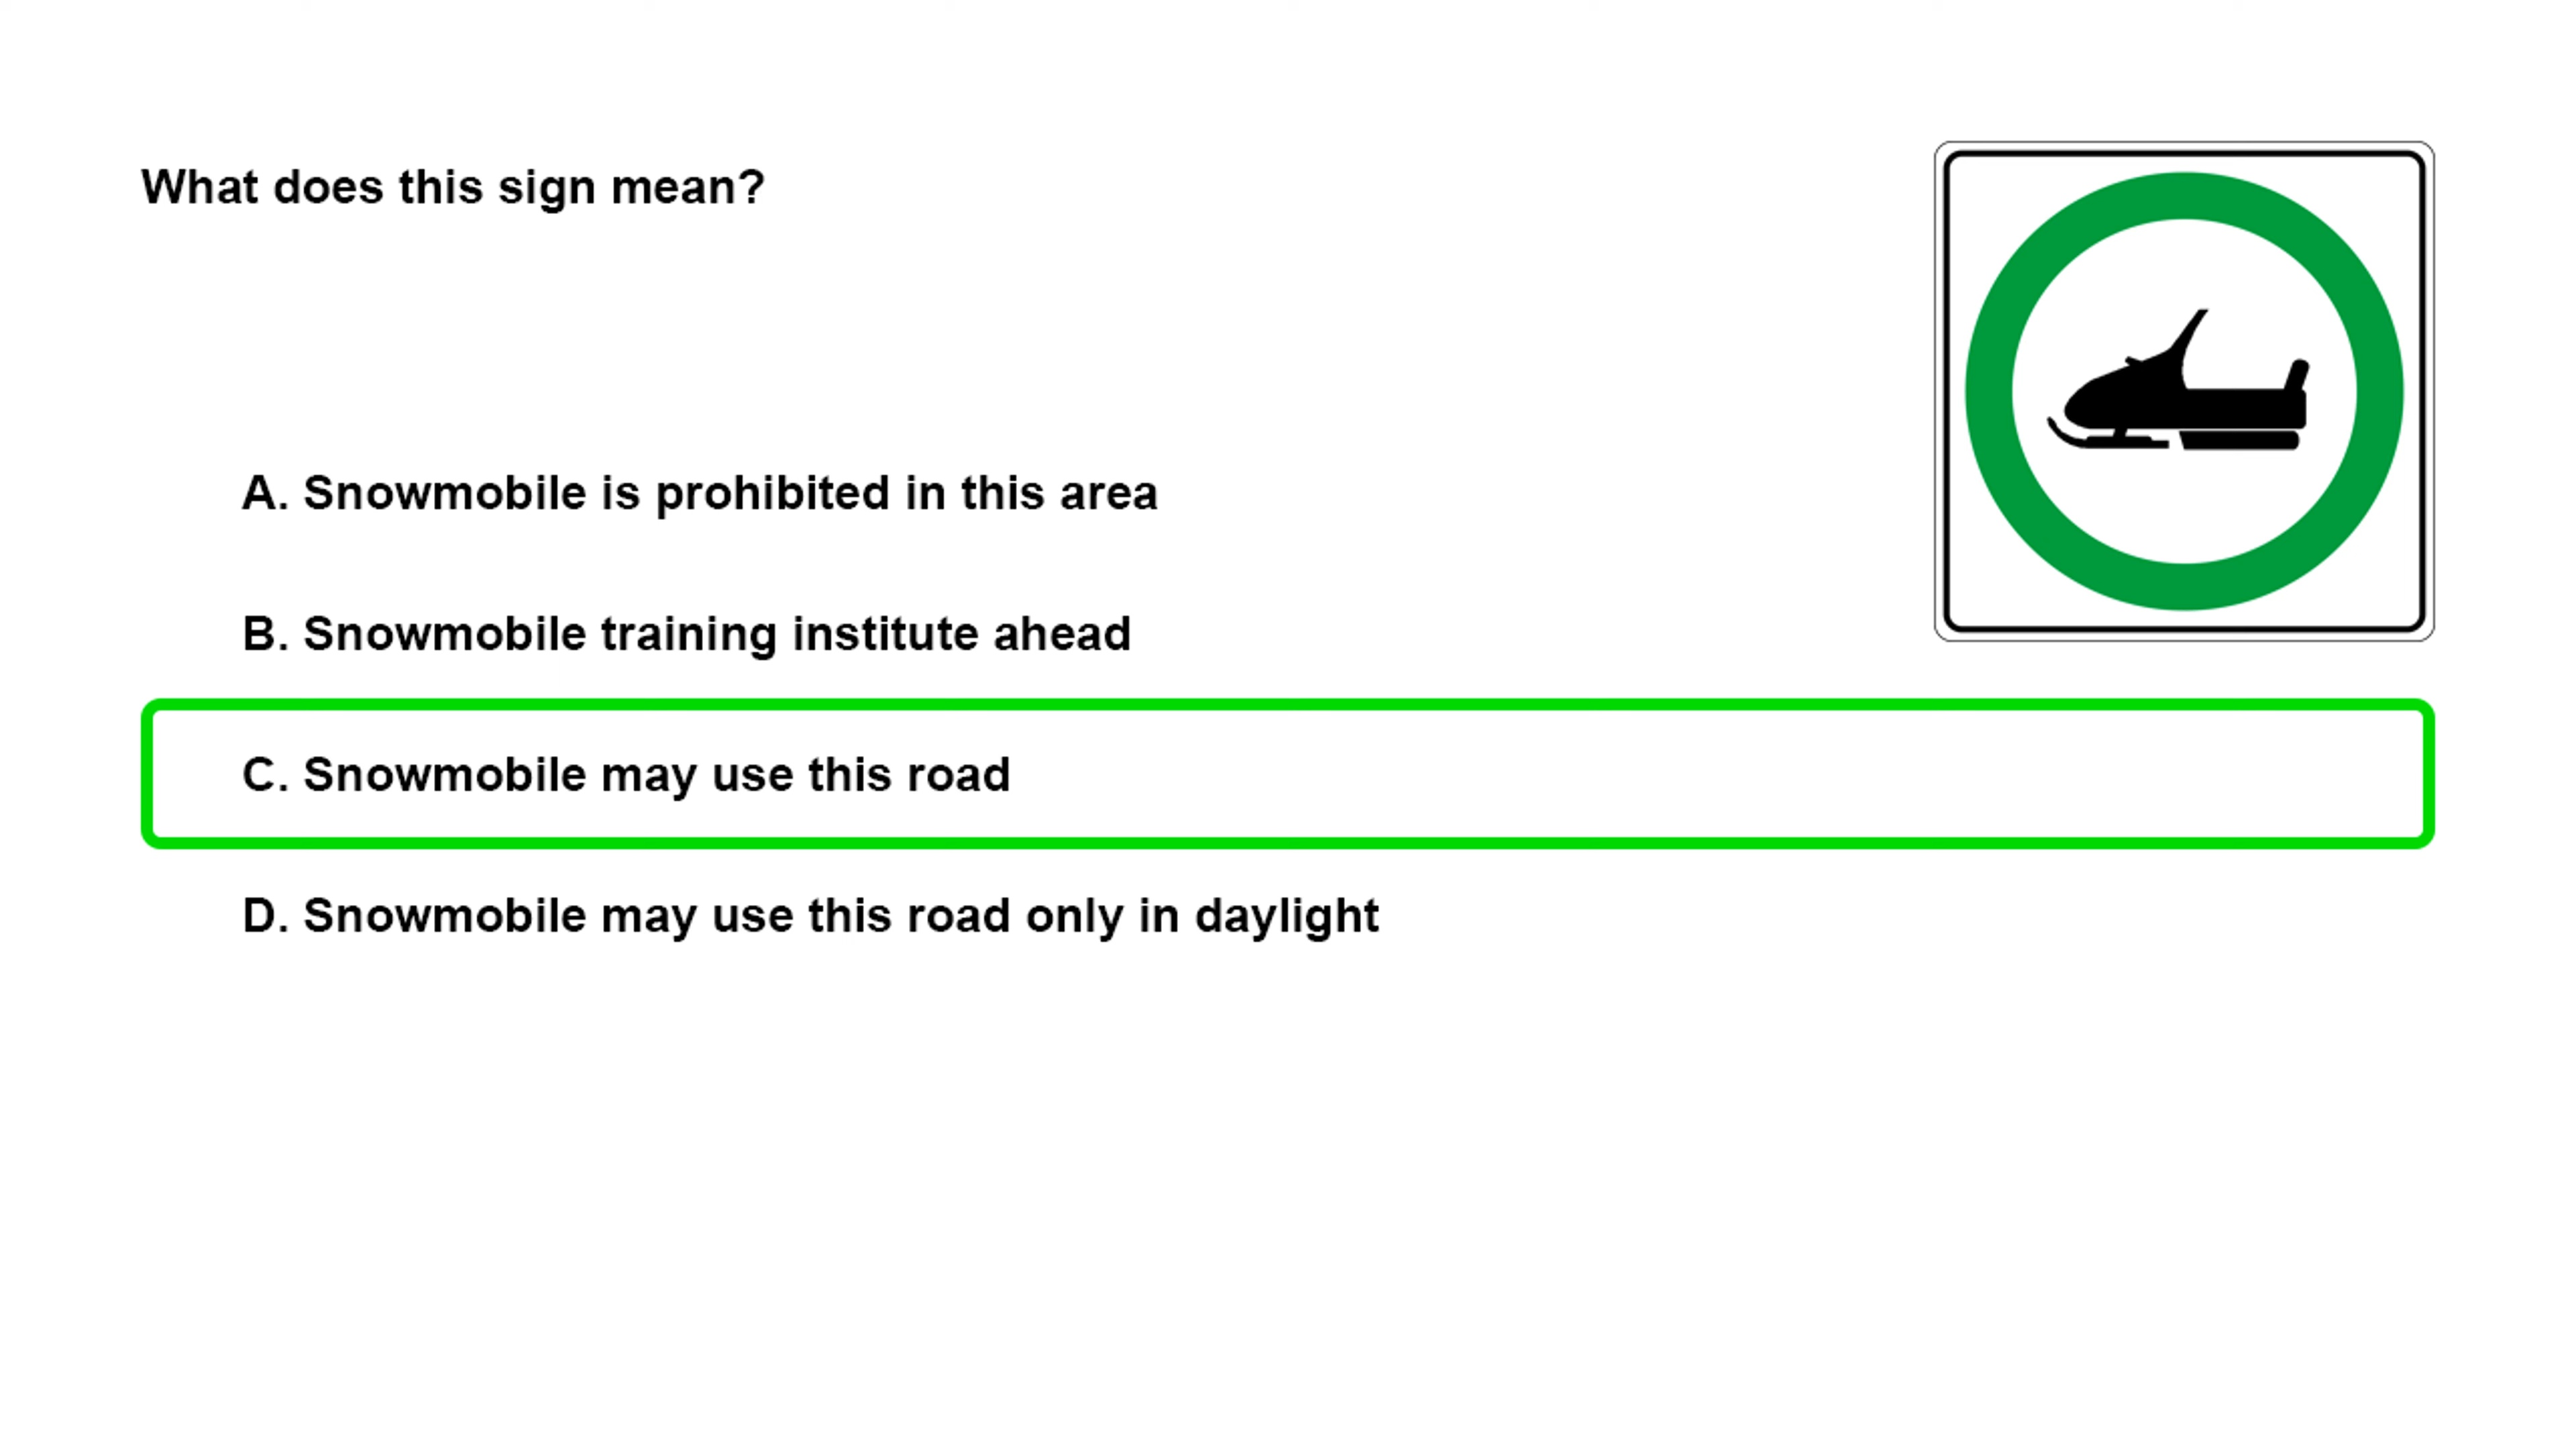 What does this sign mean?
A. Snowmobile is prohibited in this area
B. Snowmobile training institute ahead
C. Snowmobile may use this road
D. Snowmobile may use this road only in daylight